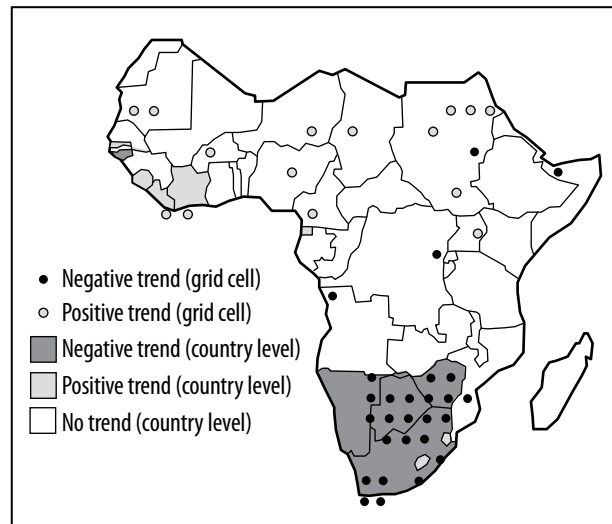 Negative trend (grid cell)
Positive trend (grid cell)
Negative trend (country level)
Positive trend (country level)
No trend (country level)